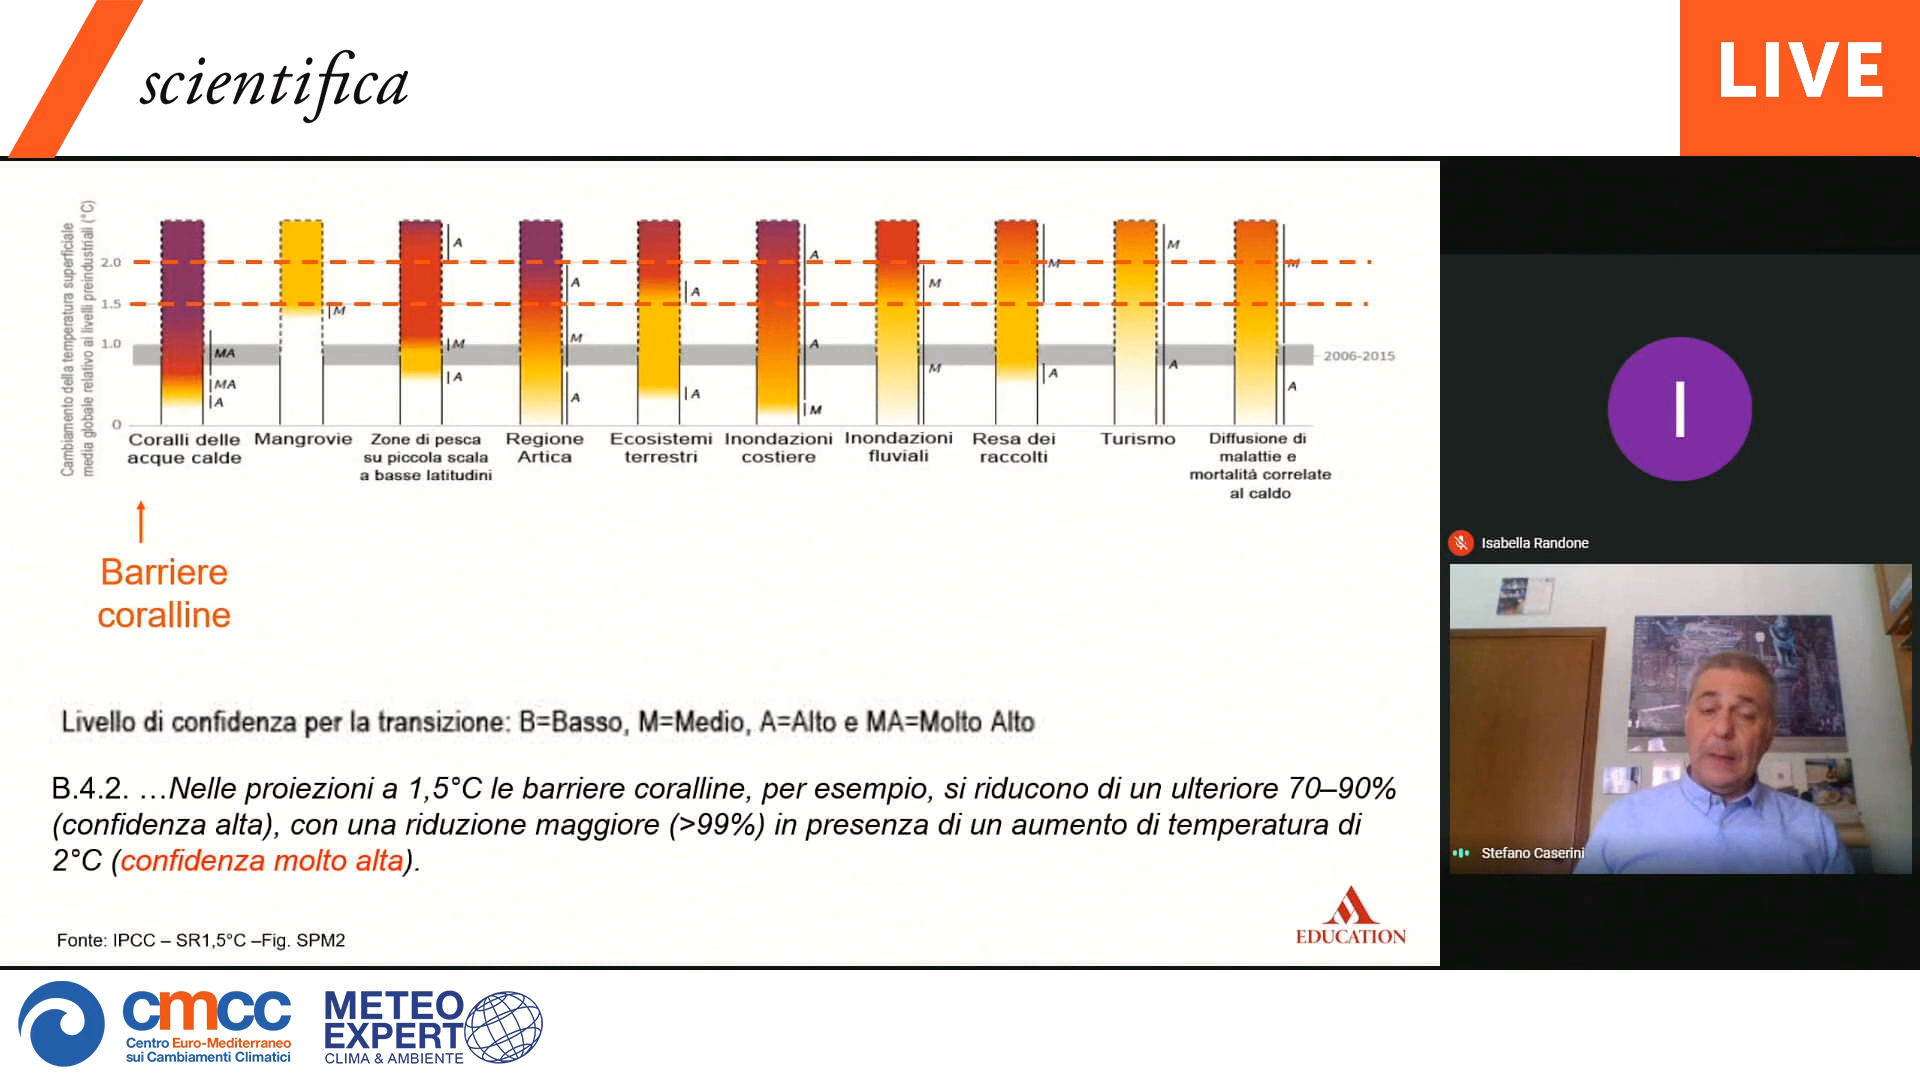 scientifica
LIVE
Cambiamento della temperatura superficiale
media globale relativo ai livelli preindustriali (°C)
2.0
1.5
1.0
0
MA
MA
A
M
A
M
A
A
M
A
A
A
A
A
M
M
M
M
A
M
A
M
A
2006-2015
Coralli delle
acque calde
Mangrovie
Zone di pesca
su piccola scala
a basse latitudini
Regione
Artica
Ecosistemi
terrestri
Inondazioni
costiere
Inondazioni
fluviali
Resa dei
raccolti
Turismo
Diffusione di
malattie e
mortalità correlate
al caldo
Barriere
coralline
Livello di confidenza per la transizione: B=Basso, M=Medio, A=Alto e MA=Molto Alto
B.4.2. …Nelle proiezioni a 1,5°C le barriere coralline, per esempio, si riducono di un ulteriore 70–90%
(confidenza alta), con una riduzione maggiore (>99%) in presenza di un aumento di temperatura di
2°C (confidenza molto alta).
Fonte: IPCC – SR1,5°C –Fig. SPM2
EDUCATION
I
Isabella Randone
Stefano Caserini
cmcc
Centro Euro-Mediterraneo
sui Cambiamenti Climatici
METEO
EXPERT
CLIMA & AMBIENTE